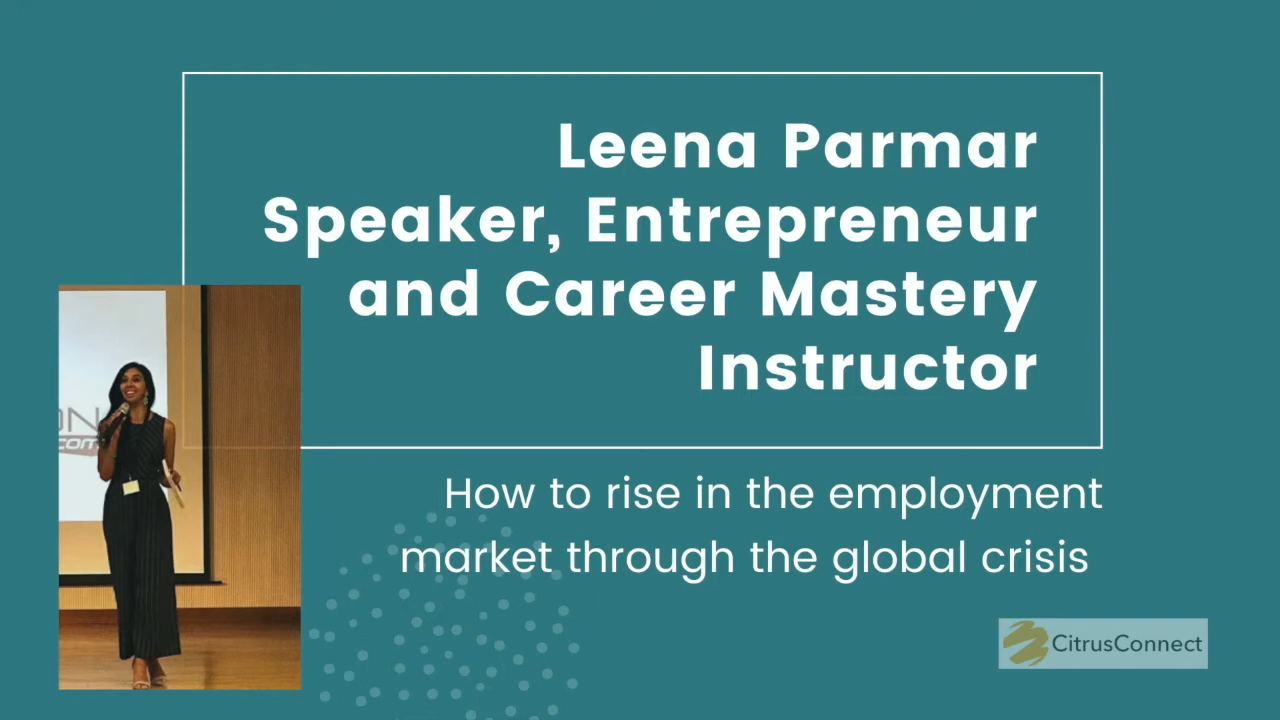 Leena Parmar
Speaker, Entrepreneur
and Career Mastery
Instructor
How to rise in the employment
market through the global crisis
CitrusConnect